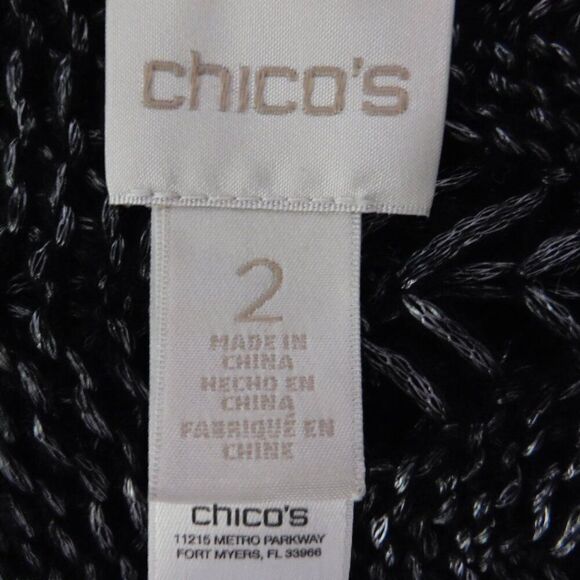 chico's
2
MADE IN
CHINA
HECHO EN
CHINA
FABRIQUÉ EN
CHINE
chico's
11215 METRO PARKWAY
FORT MYERS, FL 33966